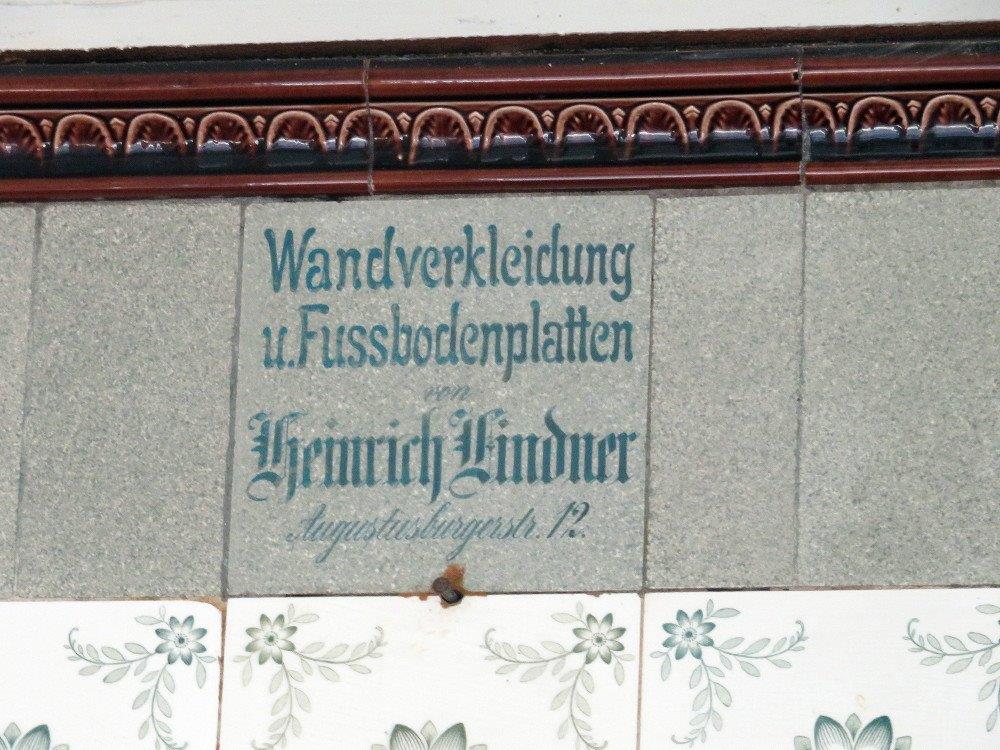 Wandverkleidung
u. Fussbodenplatten
von
Heinrich Lindner
Augustusburgerstr. 12.